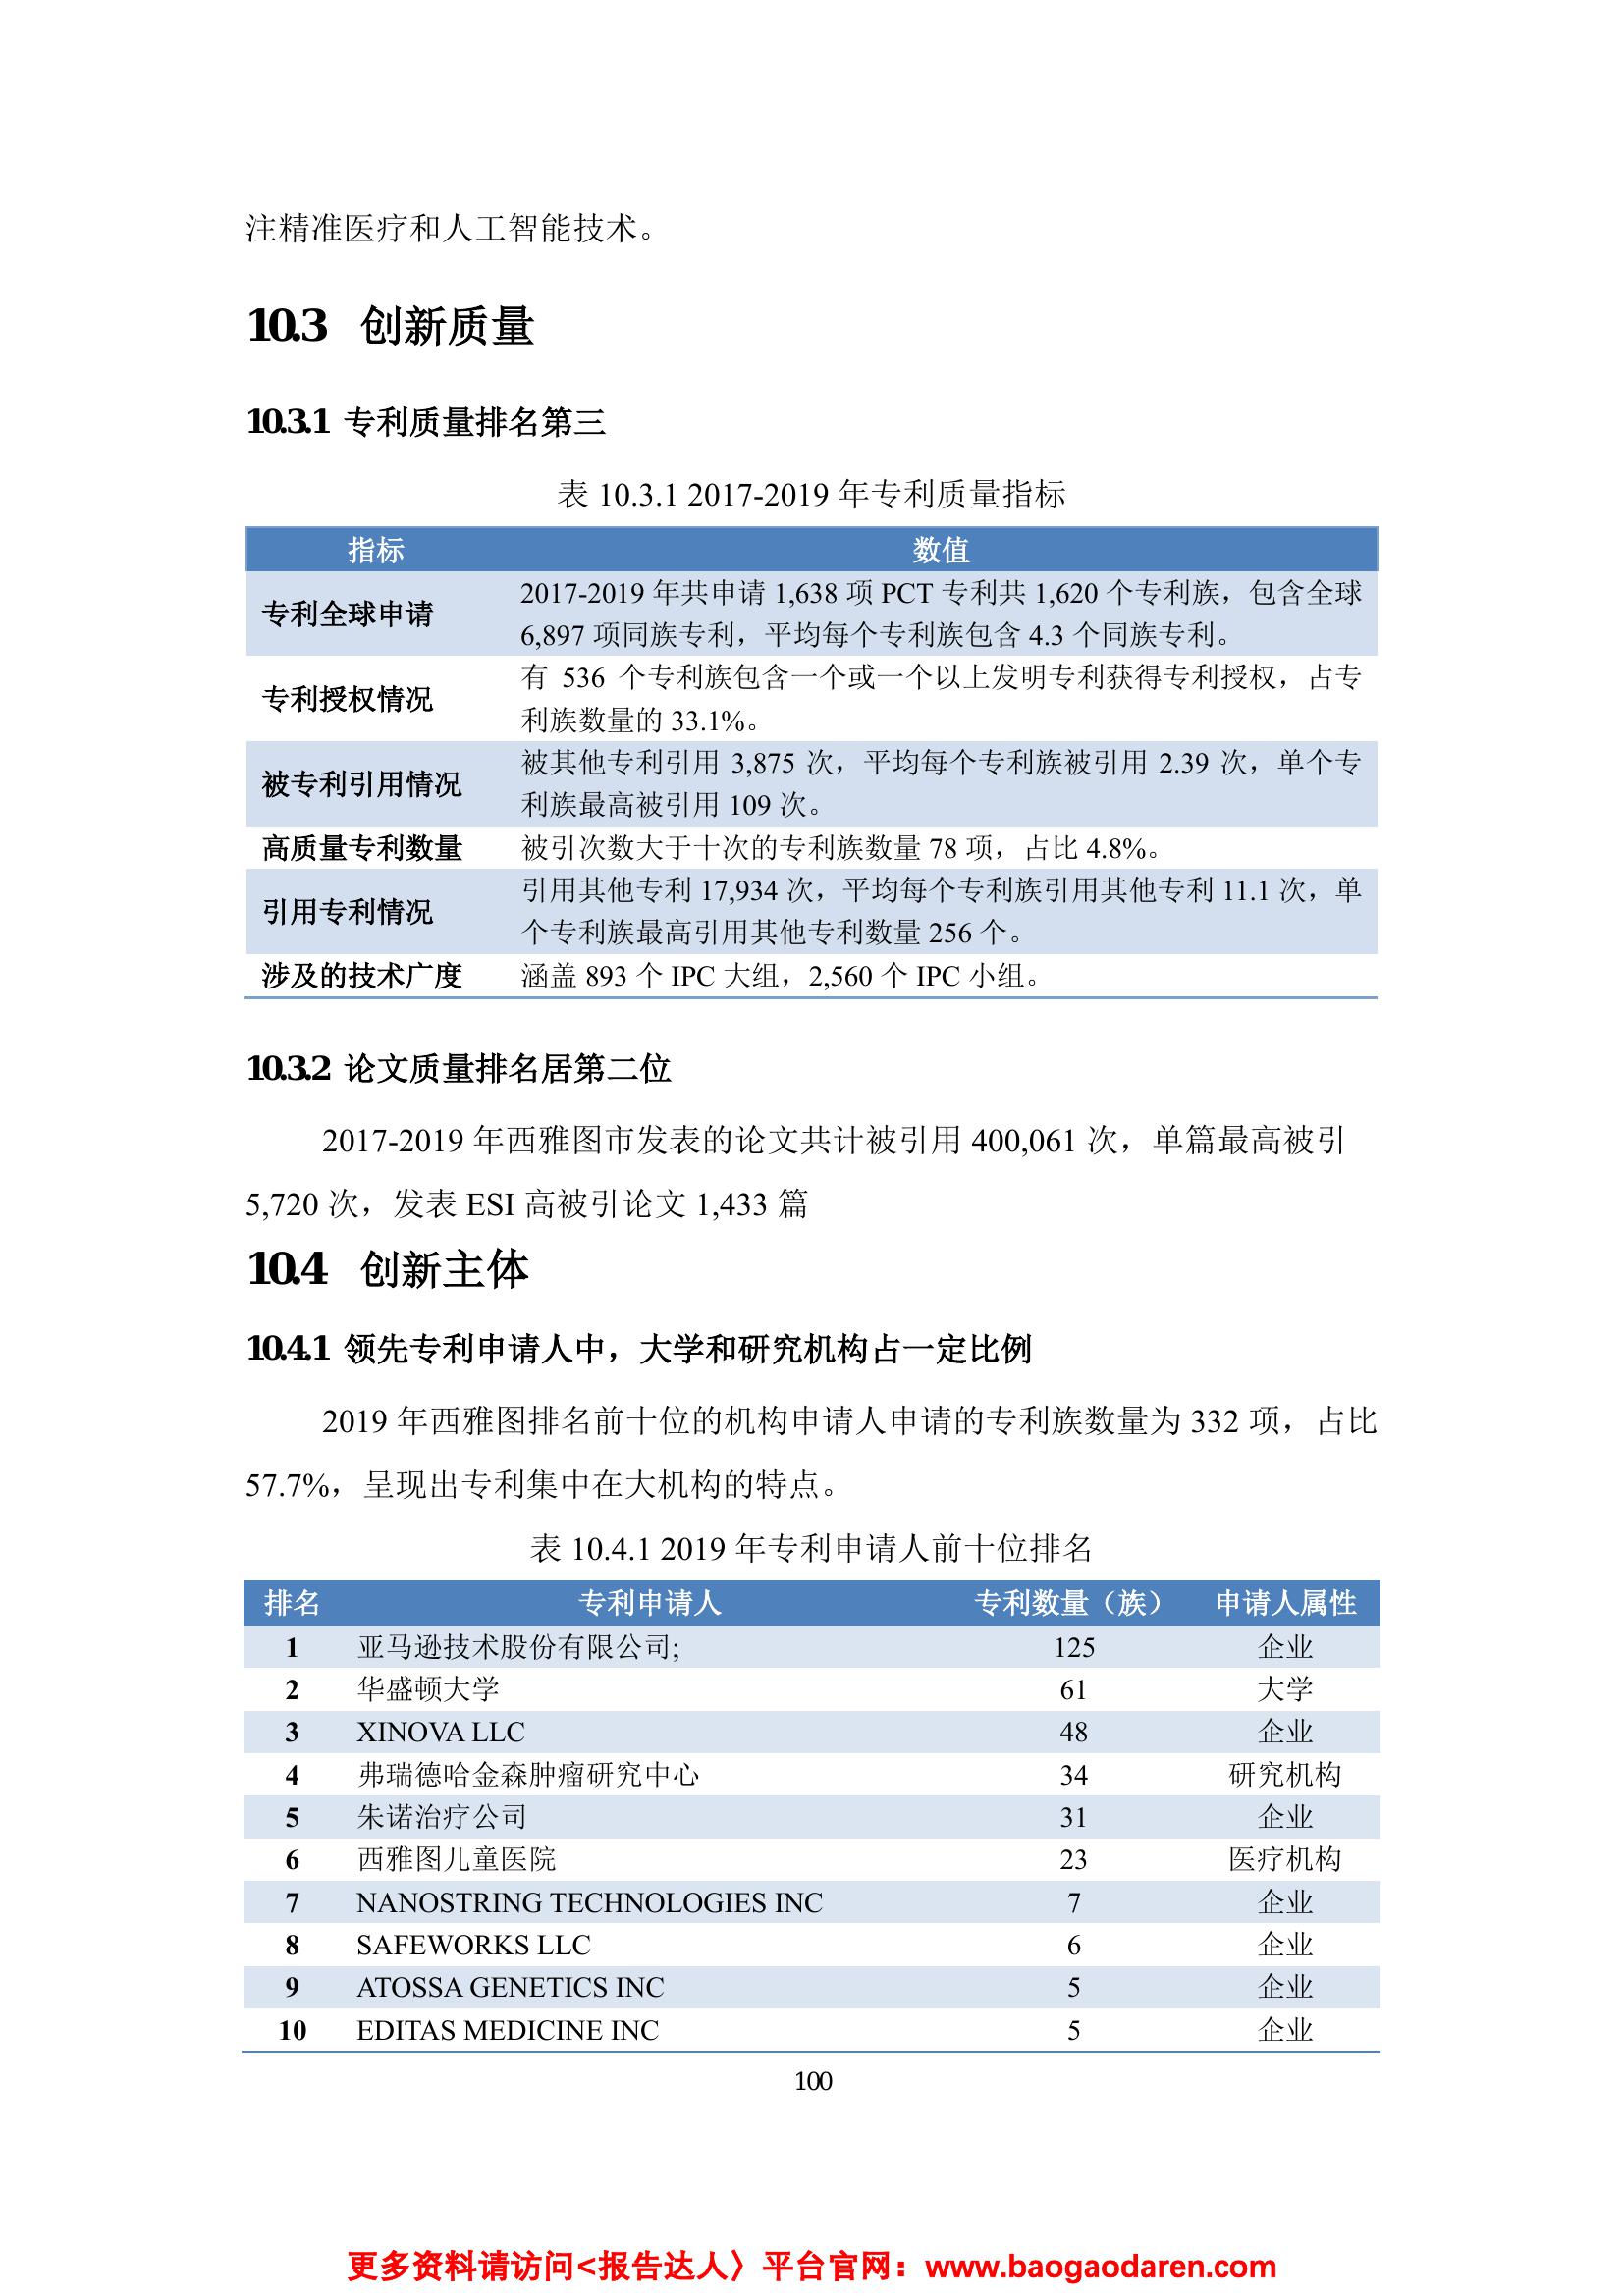 注精准医疗和人工智能技术。
10.3 创新质量
10.3.1 专利质量排名第三
表 10.3.1 2017-2019 年专利质量指标
指标 数值
专利全球申请 2017-2019 年共申请 1,638 项 PCT 专利共 1,620 个专利族，包含全球
6,897 项同族专利，平均每个专利族包含 4.3 个同族专利。
专利授权情况 有 536 个专利族包含一个或一个以上发明专利获得专利授权，占专
利族数量的 33.1%。
被专利引用情况 被其他专利引用 3,875 次，平均每个专利族被引用 2.39 次，单个专
利族最高被引用 109 次。
高质量专利数量 被引次数大于十次的专利族数量 78 项，占比 4.8%。
引用专利情况 引用其他专利 17,934 次，平均每个专利族引用其他专利 11.1 次，单
个专利族最高引用其他专利数量 256 个。
涉及的技术广度 涵盖 893 个 IPC 大组，2,560 个 IPC 小组。
10.3.2 论文质量排名居第二位
2017-2019 年西雅图市发表的论文共计被引用 400,061 次，单篇最高被引
5,720 次，发表 ESI 高被引论文 1,433 篇
10.4 创新主体
10.4.1 领先专利申请人中，大学和研究机构占一定比例
2019 年西雅图排名前十位的机构申请人申请的专利族数量为 332 项，占比
57.7%，呈现出专利集中在大机构的特点。
表 10.4.1 2019 年专利申请人前十位排名
排名 专利申请人 专利数量（族） 申请人属性
1 亚马逊技术股份有限公司; 125 企业
2 华盛顿大学 61 大学
3 XINOVA LLC 48 企业
4 弗瑞德哈金森肿瘤研究中心 34 研究机构
5 朱诺治疗公司 31 企业
6 西雅图儿童医院 23 医疗机构
7 NANOSTRING TECHNOLOGIES INC 7 企业
8 SAFEWORKS LLC 6 企业
9 ATOSSA GENETICS INC 5 企业
10 EDITAS MEDICINE INC 5 企业
100
更多资料请访问<报告达人〉平台官网：www.baogaodaren.com